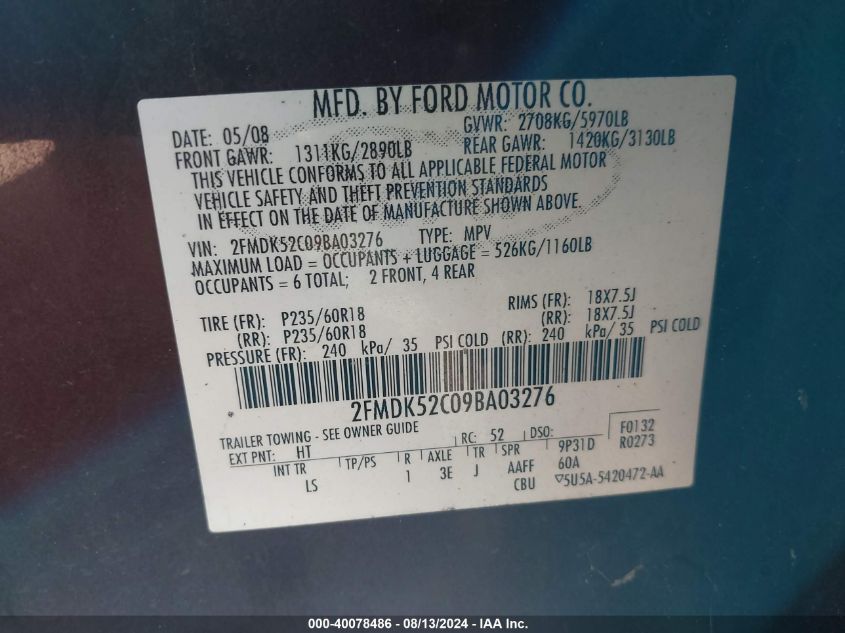 MFD. BY FORD MOTOR CO.
DATE: 05/08 GVWR: 2708KG/5970LB
FRONT GAWR: 1311KG/2890LB REAR GAWR: 1420KG/3130LB
THIS VEHICLE CONFORMS TO ALL APPLICABLE FEDERAL MOTOR
VEHICLE SAFETY AND THEFT PREVENTION STANDARDS
IN EFFECT ON THE DATE OF MANUFACTURE SHOWN ABOVE.
VIN: 2FMDK52C09BA03276 TYPE: MPV
MAXIMUM LOAD = OCCUPANTS + LUGGAGE = 526KG/1160LB
OCCUPANTS = 6 TOTAL; 2 FRONT, 4 REAR
TIRE (FR): P235/60R18 RIMS (FR): 18X7.5J
(RR): P235/60R18 (RR): 18X7.5J
PRESSURE (FR): 240 kPa/ 35 PSI COLD (RR): 240 kPa/ 35 PSI COLD
2FMDK52C09BA03276
TRAILER TOWING - SEE OWNER GUIDE
EXT PNT: HT RC: 52 DSO: F0132
INT TR TP/PS R AXLE TR SPR 9P31D R0273
LS 1 3E J AAFF 60A
CBU ▽5U5A-5420472-AA
000-40078486 - 08/13/2024 - IAA Inc.